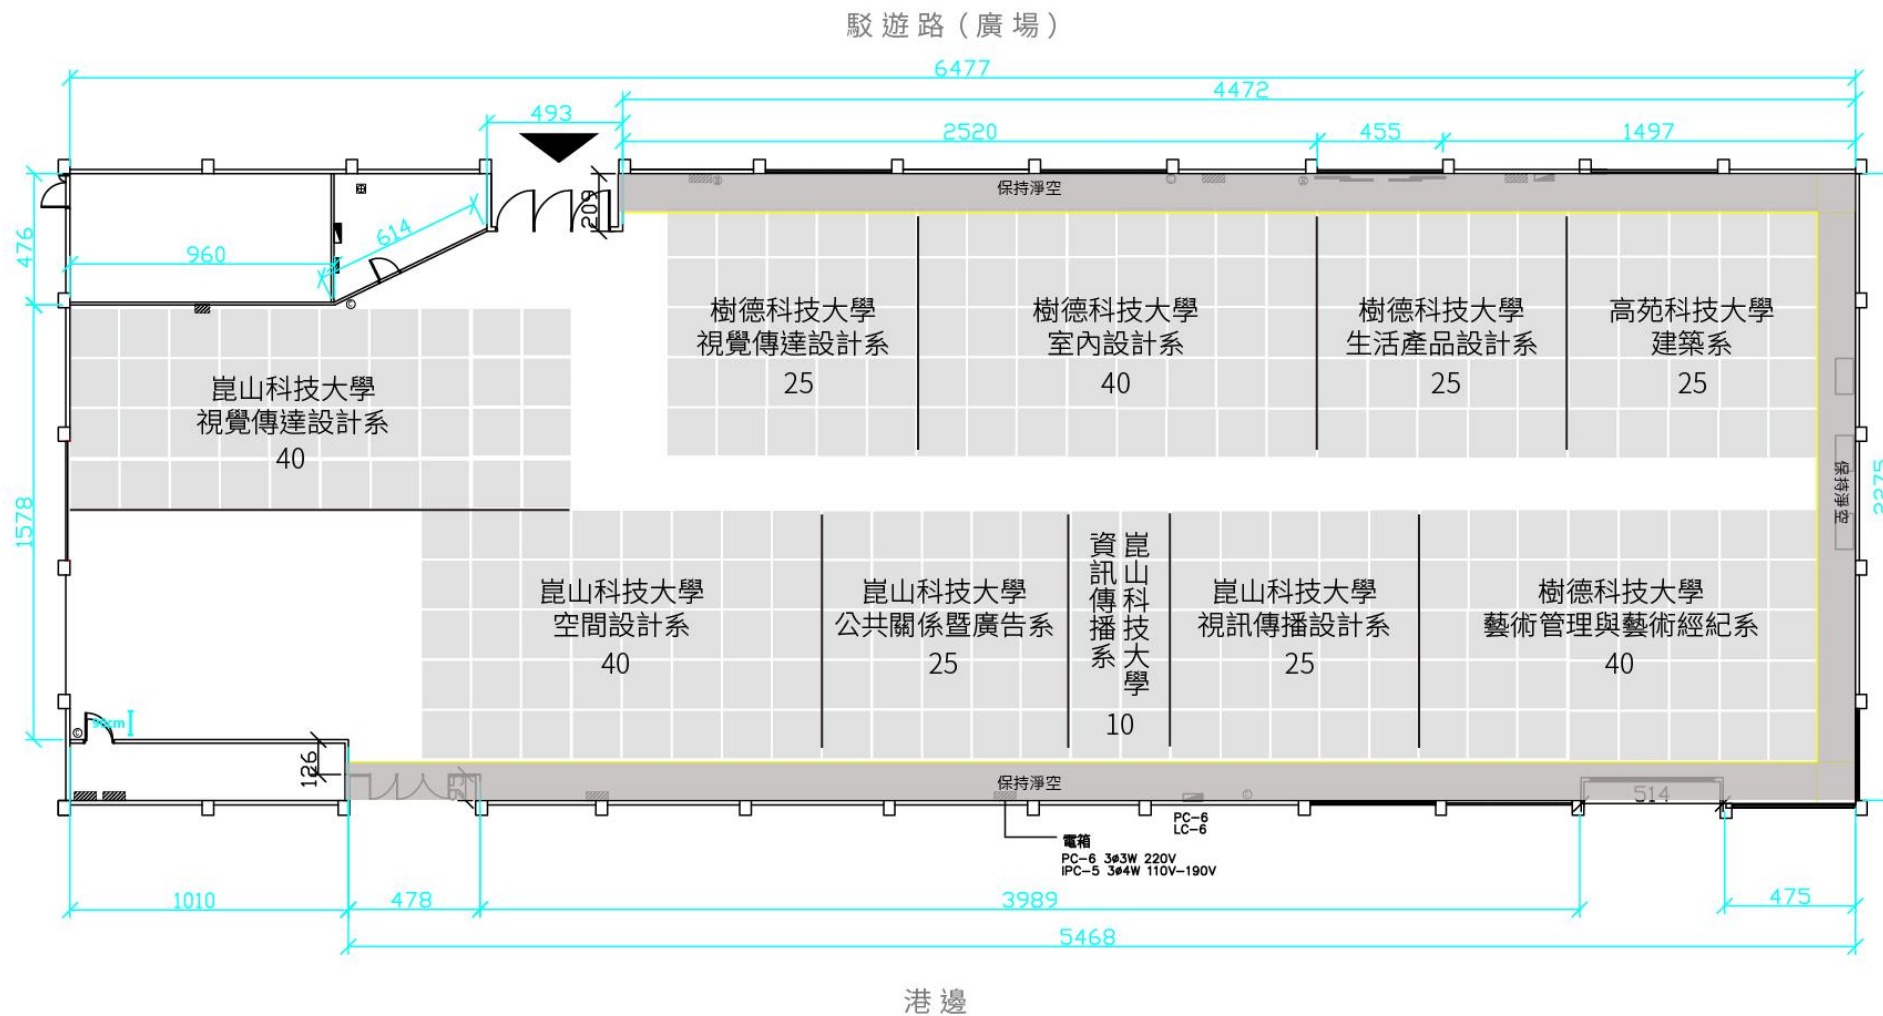 駁遊路(廣場)
6477
4472
493
2520
455
1497
保持淨空
209
476
614
960
樹德科技大學
視覺傳達設計系
25
樹德科技大學
室內設計系
40
樹德科技大學
生活產品設計系
25
高苑科技大學
建築系
25
崑山科技大學
視覺傳達設計系
40
1578
保持淨空
崑山科技大學
空間設計系
40
崑山科技大學
公共關係暨廣告系
25
崑山科技大學
資訊傳播系
10
崑山科技大學
視訊傳播設計系
25
樹德科技大學
藝術管理與藝術經紀系
40
90cm
126
保持淨空
514
PC-6
LC-6
電箱
PC-6 3ø3W 220V
IPC-5 3ø4W 110V-190V
1010
478
3989
475
5468
港邊